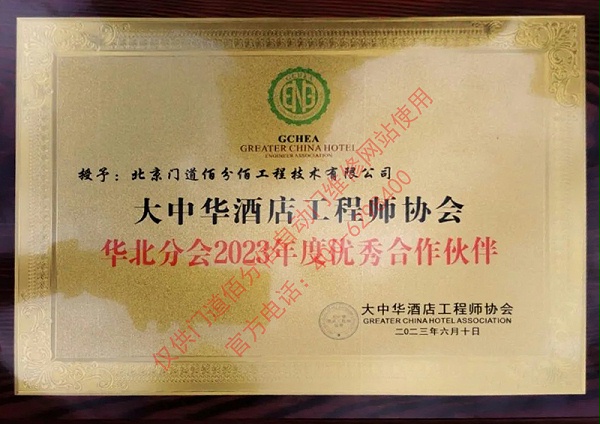 GCHEA
ENG
GCHEA
GREATER CHINA HOTEL
ENGINEER ASSOCIATION
授予：北京门道佰分佰工程技术有限公司
大中华酒店工程师协会
华北分会2023年度优秀合作伙伴
大中华酒店工程师协会
GREATER CHINA HOTEL ASSOCIATION
二〇二三年六月十日
仅供门道佰分佰自动门维修网站使用
官方电话：